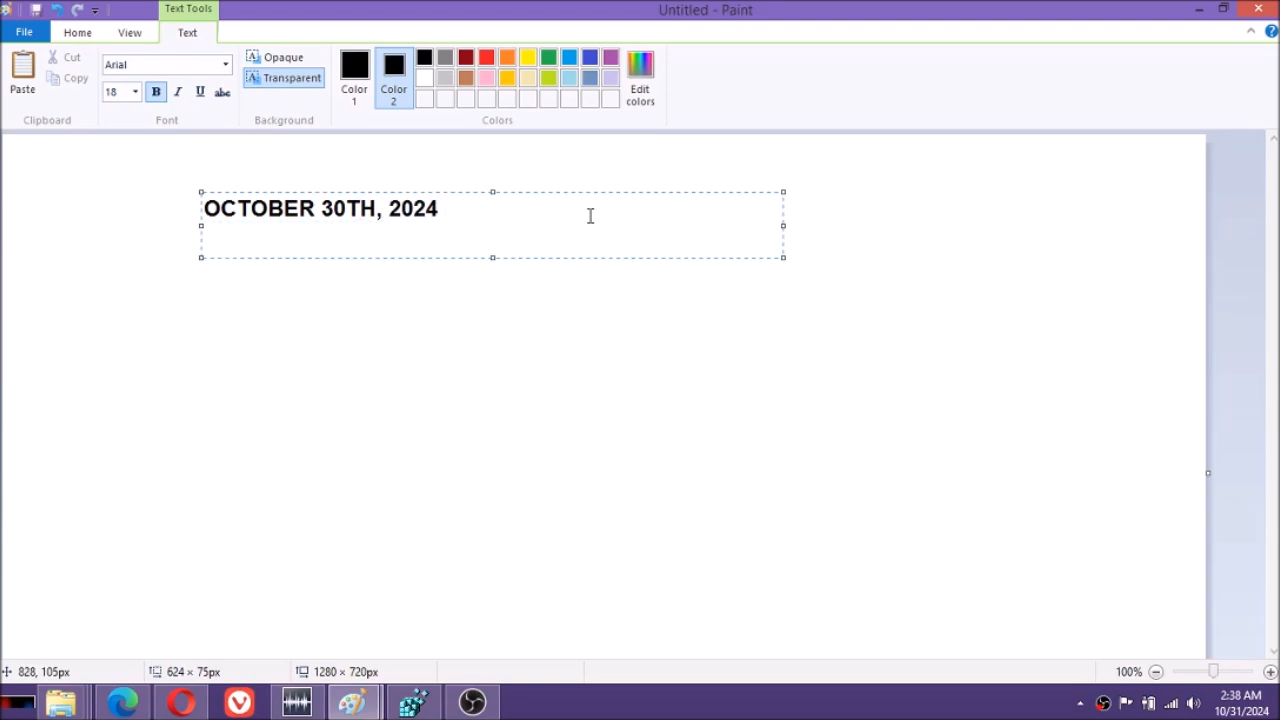 Text Tools
Untitled - Paint
File
Home
View
Text
Paste
Cut
Copy
Clipboard
Arial
18
B
I
U
abc
Font
Opaque
Transparent
Background
Color 1
Color 2
Edit colors
Colors
OCTOBER 30TH, 2024
828, 105px
624 × 75px
1280 × 720px
100%
2:38 AM
10/31/2024